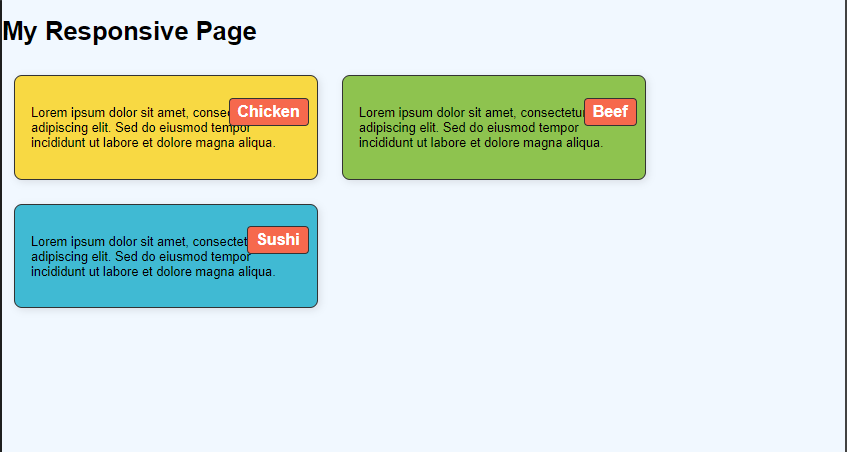 My Responsive Page
Chicken
Lorem ipsum dolor sit amet, consec
adipiscing elit. Sed do eiusmod tempor
incididunt ut labore et dolore magna aliqua.
Beef
Lorem ipsum dolor sit amet, consectetur
adipiscing elit. Sed do eiusmod tempor
incididunt ut labore et dolore magna aliqua.
Sushi
Lorem ipsum dolor sit amet, consectet
adipiscing elit. Sed do eiusmod tempor
incididunt ut labore et dolore magna aliqua.